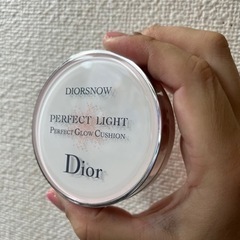 DIORSNOW
PERFECT LIGHT
PERFECT GLOW CUSHION
Dior